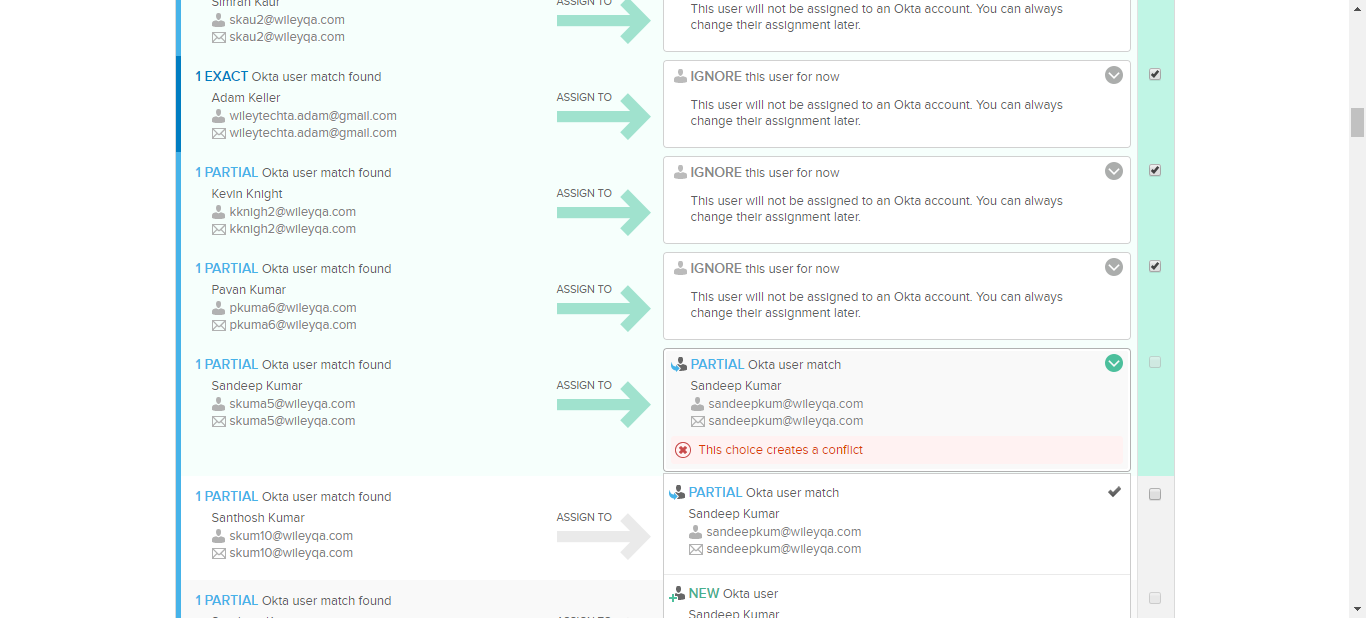 Simran Kaur
ASSIGN TO
This user will not be assigned to an Okta account. You can always
skau2@wileyqa.com
change their assignment later.
skau2@wileyqa.com
1 EXACT Okta user match found
IGNORE this user for now
Adam Keller
ASSIGN TO
This user will not be assigned to an Okta account. You can always
wileytechta.adam@gmail.com
change their assignment later.
wileytechta.adam@gmail.com
1 PARTIAL Okta user match found
IGNORE this user for now
Kevin Knight
ASSIGN TO
This user will not be assigned to an Okta account. You can always
kknigh2@wileyqa.com
change their assignment later.
kknigh2@wileyqa.com
1 PARTIAL Okta user match found
IGNORE this user for now
Pavan Kumar
ASSIGN TO
This user will not be assigned to an Okta account. You can always
pkuma6@wileyqa.com
change their assignment later.
pkuma6@wileyqa.com
1 PARTIAL Okta user match found
PARTIAL Okta user match
Sandeep Kumar
ASSIGN TO
Sandeep Kumar
skuma5@wileyqa.com
sandeepkum@wileyqa.com
skuma5@wileyqa.com
sandeepkum@wileyqa.com
This choice creates a conflict
1 PARTIAL Okta user match found
PARTIAL Okta user match
Santhosh Kumar
ASSIGN TO
Sandeep Kumar
skum10@wileyqa.com
sandeepkum@wileyqa.com
skum10@wileyqa.com
sandeepkum@wileyqa.com
1 PARTIAL Okta user match found
NEW Okta user
Sandeep Kumar